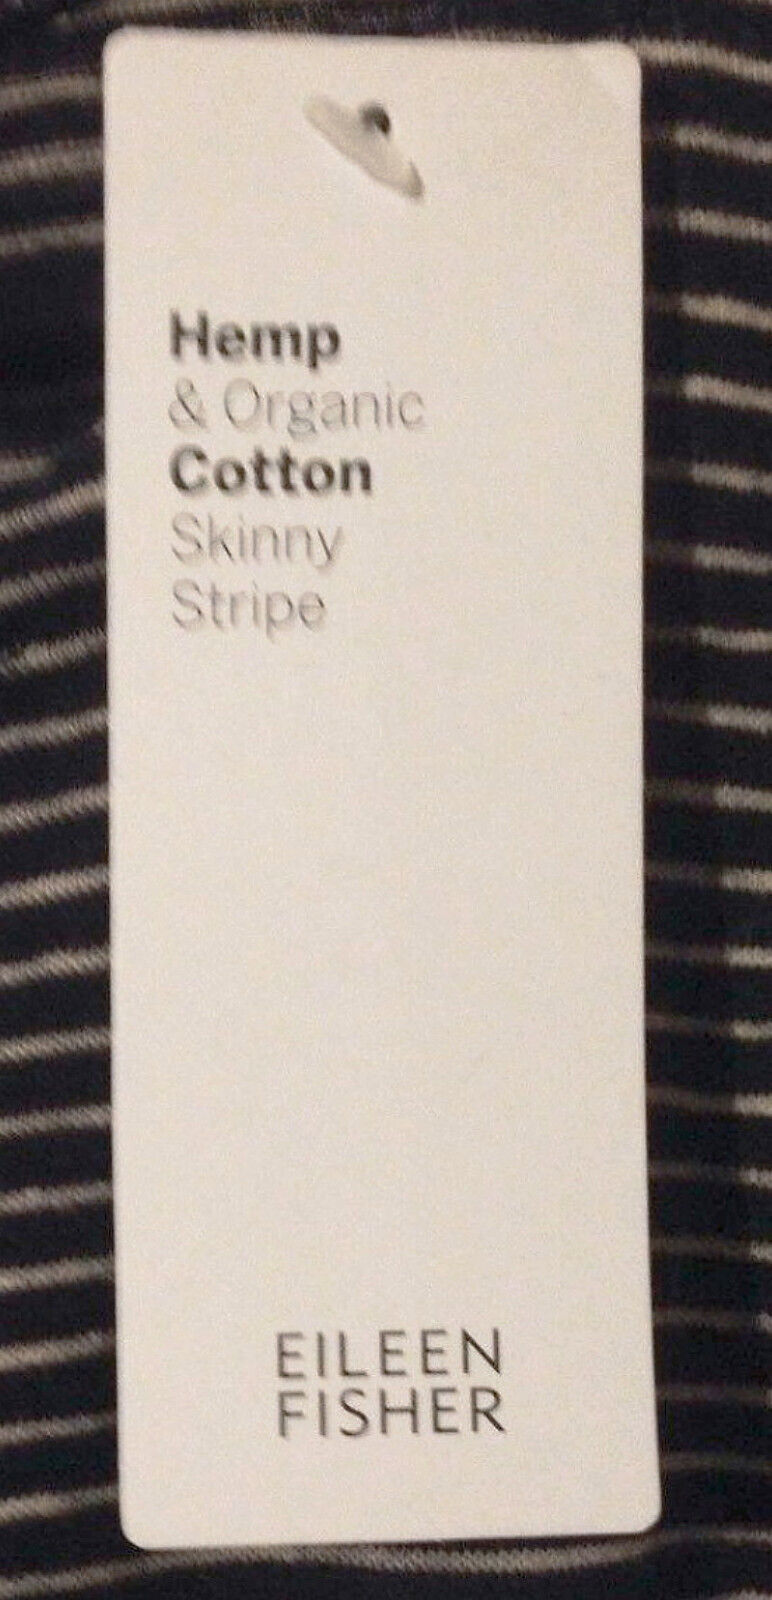 Hemp
& Organic
Cotton
Skinny
Stripe
EILEEN
FISHER